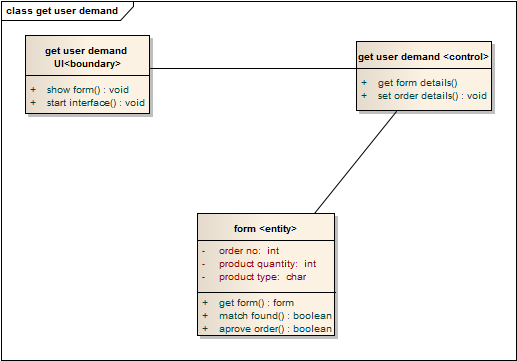 class get user demand
get user demand
UI<boundary>
+ show form() : void
+ start interface() : void
get user demand <control>
+ get form details()
+ set order details() : void
form <entity>
- order no: int
- product quantity: int
- product type: char
+ get form() : form
+ match found() : boolean
+ aprove order() : boolean